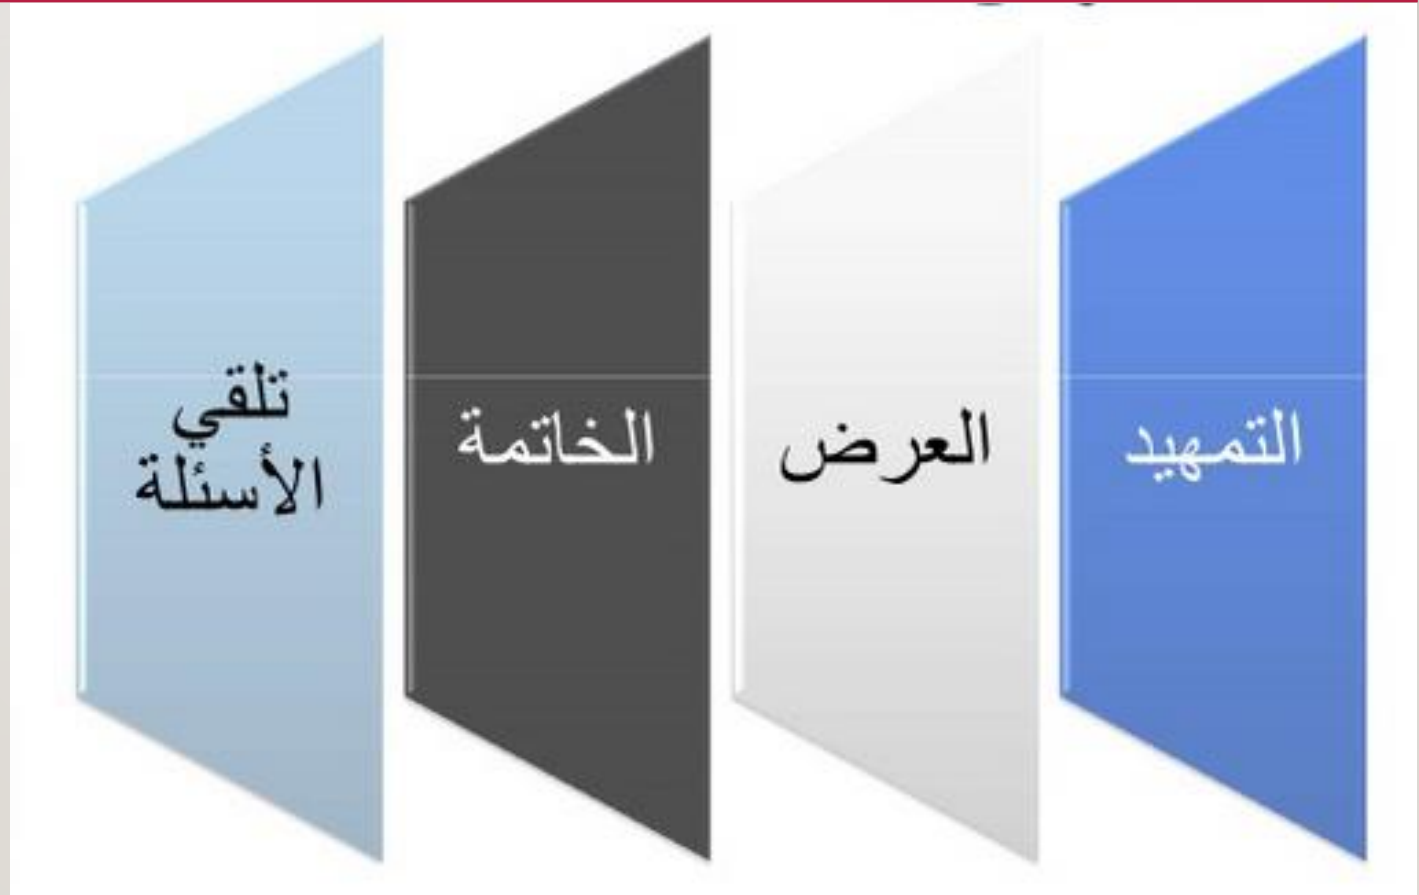 التمهيد
العرض
الخاتمة
تلقي
الأسئلة